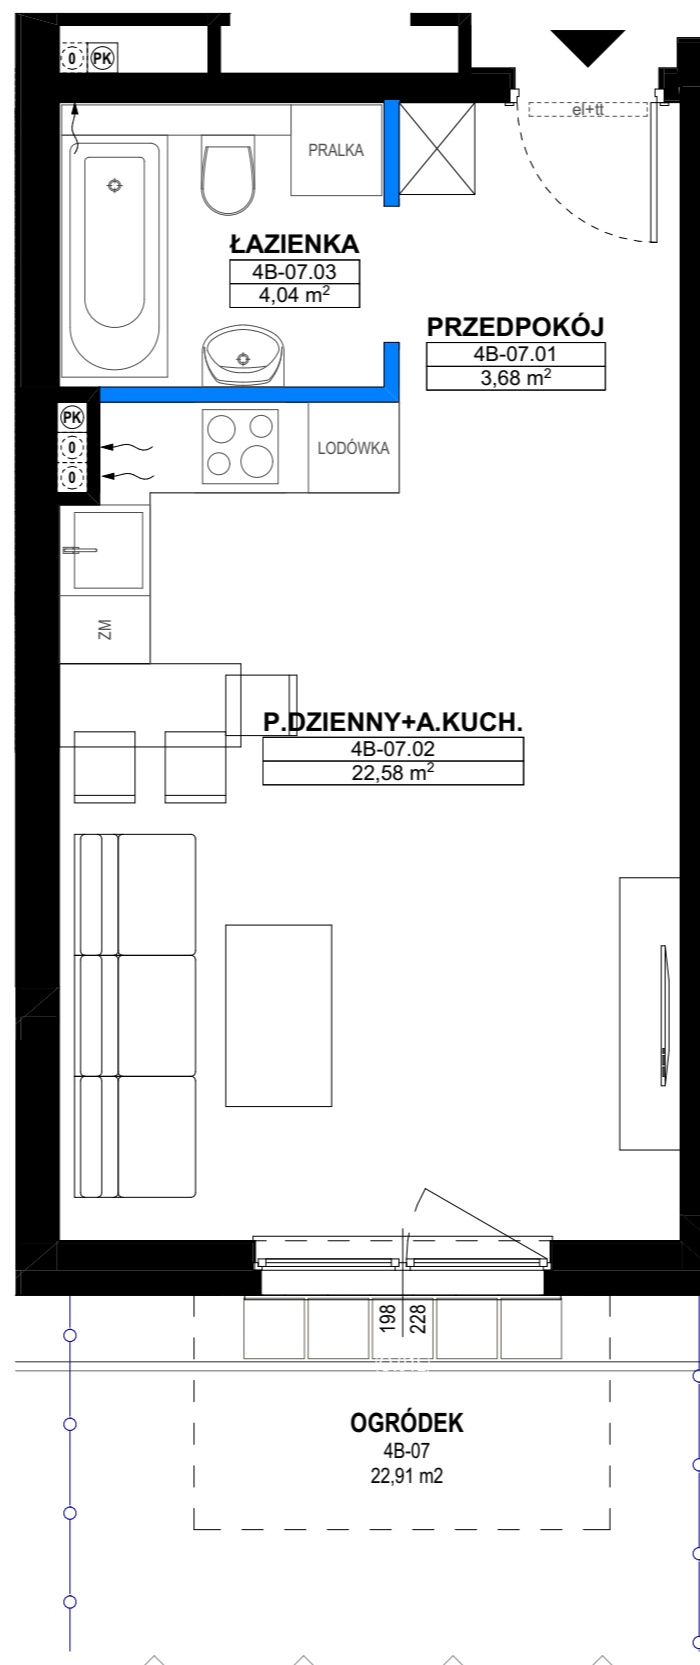 0 PK
el+tt
PRALKA
ŁAZIENKA
4B-07.03
4,04 m²
PRZEDPOKÓJ
4B-07.01
3,68 m²
PK
0
0
LODÓWKA
ZM
P.DZIENNY+A.KUCH.
4B-07.02
22,58 m²
198
228
OGRÓDEK
4B-07
22,91 m2